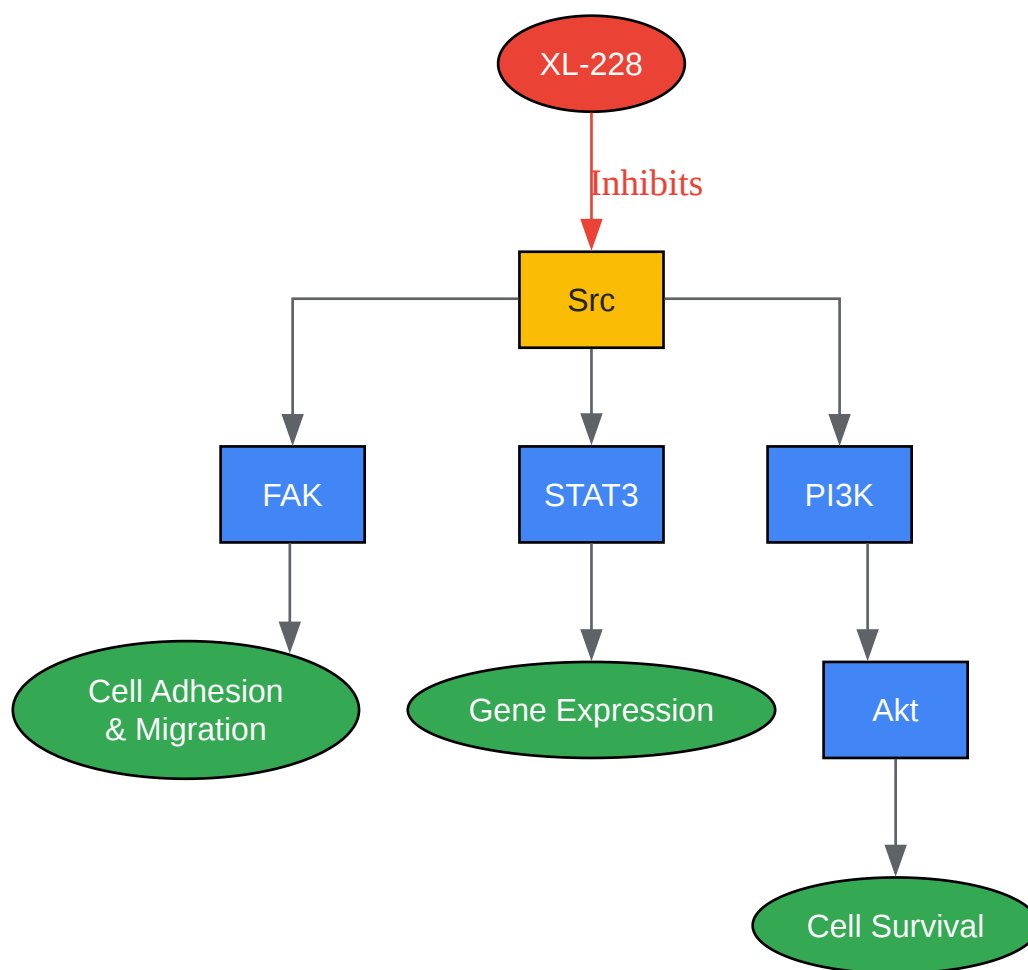 XL-228
Inhibits
Src
FAK
STAT3
PI3K
Cell Adhesion
& Migration
Gene Expression
Akt
Cell Survival